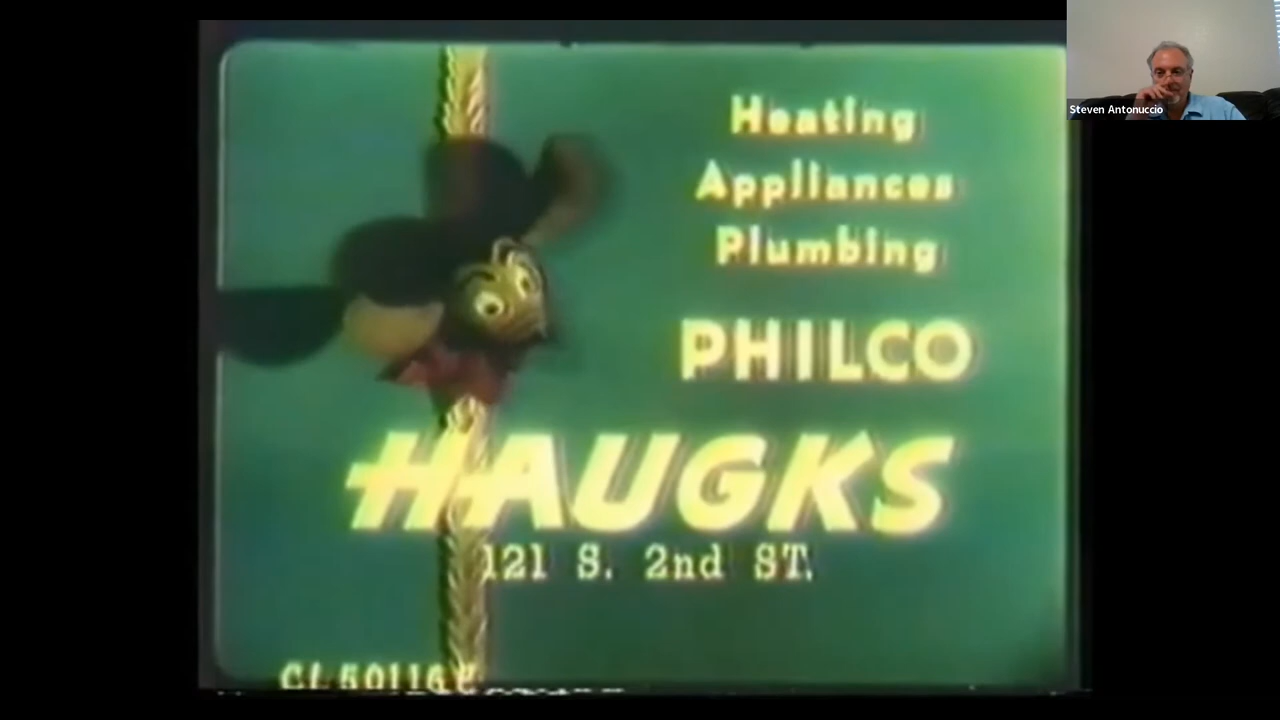 Steven Antonuccio
Heating
Appliances
Plumbing
PHILCO
HAUGKS
121 S. 2nd ST.